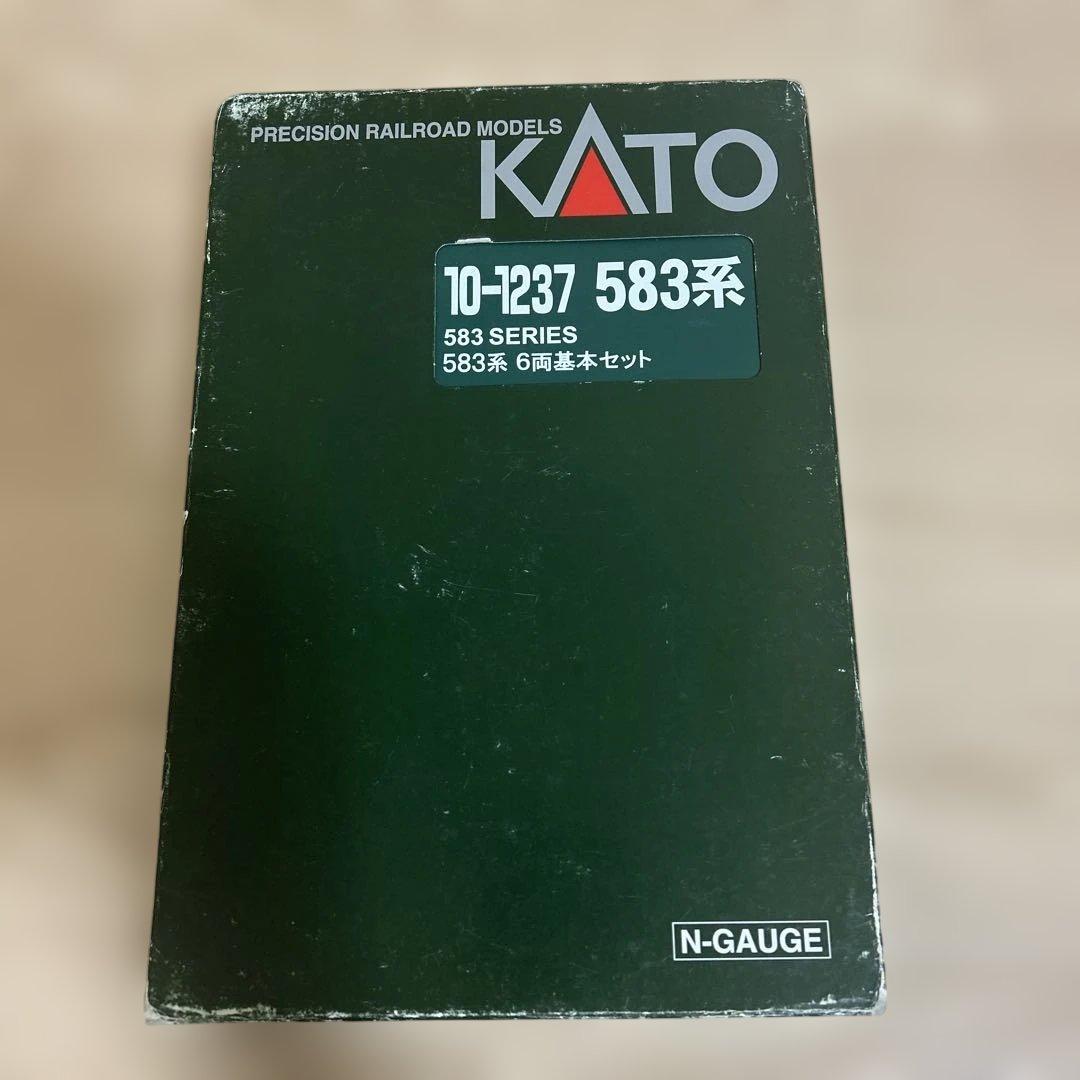 PRECISION RAILROAD MODELS
KATO
10-1237 583系
583 SERIES
583系 6両基本セット
N-GAUGE